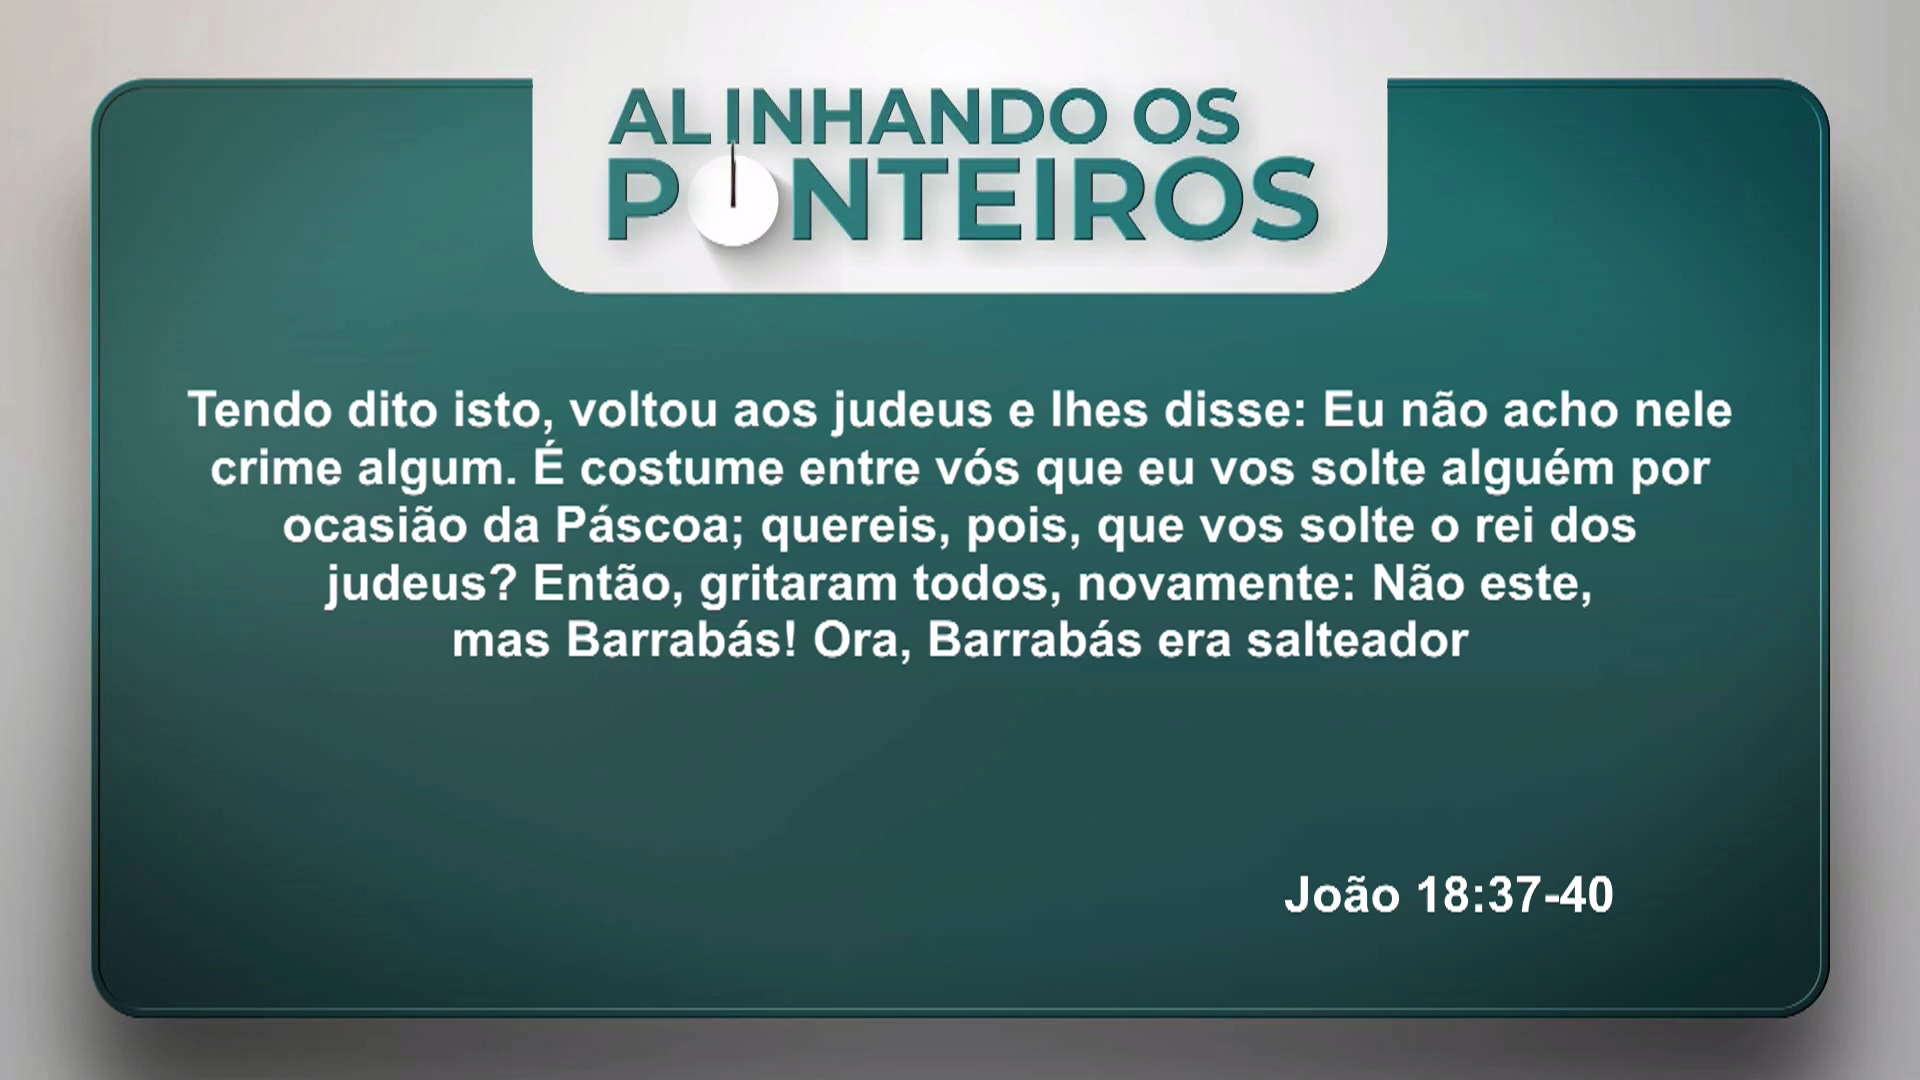 ALINHANDO OS
PONTEIROS
Tendo dito isto, voltou aos judeus e lhes disse: Eu não acho nele
crime algum. É costume entre vós que eu vos solte alguém por
ocasião da Páscoa; quereis, pois, que vos solte o rei dos
judeus? Então, gritaram todos, novamente: Não este,
mas Barrabás! Ora, Barrabás era salteador
João 18:37-40